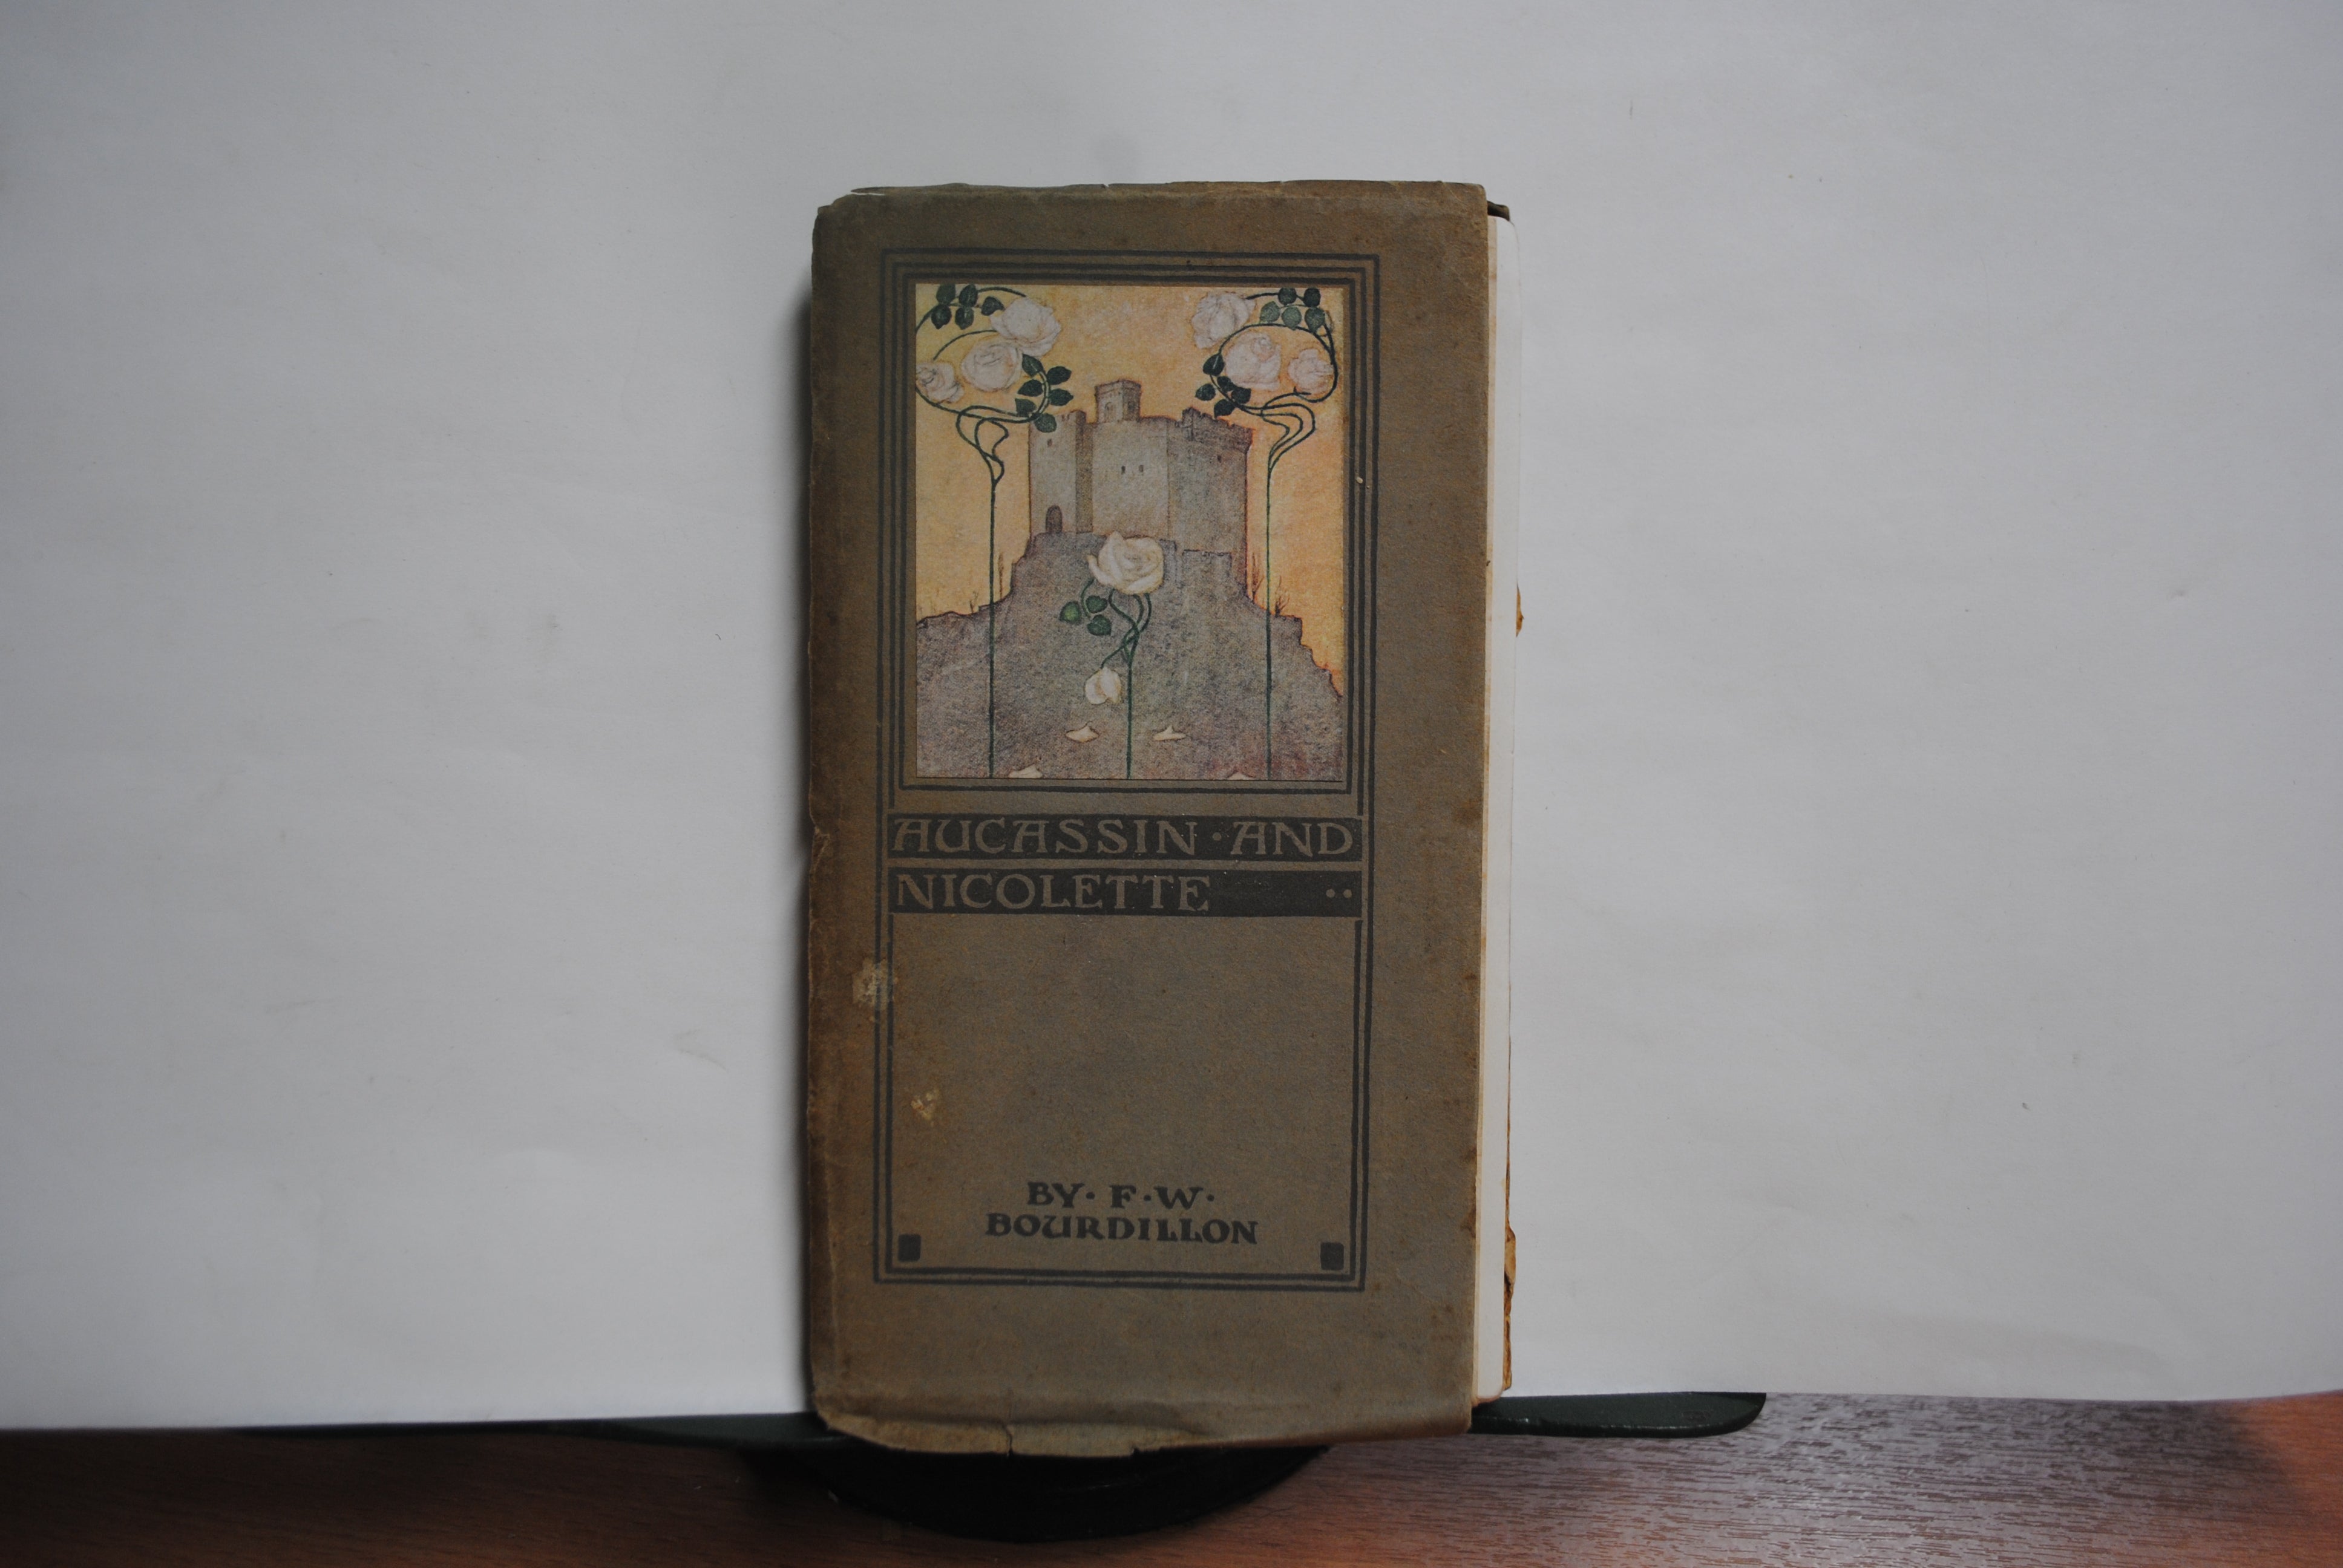 AUCASSIN · AND
NICOLETTE ··
BY · F · W ·
BOURDILLON